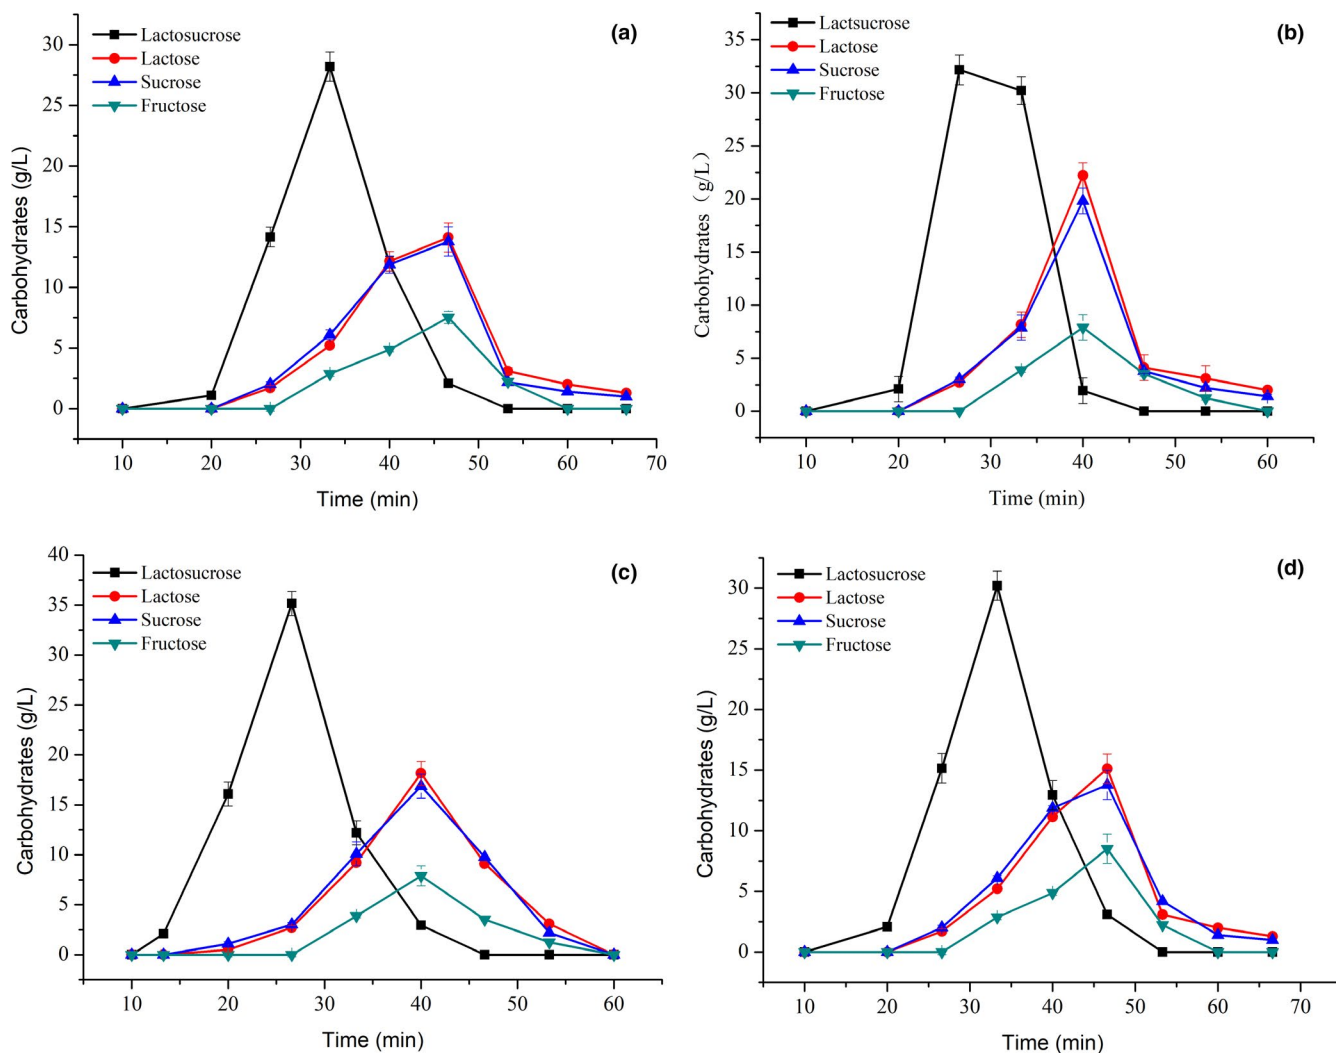 (a)
Lactosucrose
Lactose
Sucrose
Fructose
30
25
20
15
10
5
0
Carbohydrates (g/L)
10 20 30 40 50 60 70
Time (min)
(b)
Lactsucrose
Lactose
Sucrose
Fructose
35
30
25
20
15
10
5
0
Carbohydrates (g/L)
10 20 30 40 50 60
Time (min)
(c)
Lactosucrose
Lactose
Sucrose
Fructose
40
35
30
25
20
15
10
5
0
Carbohydrates (g/L)
10 20 30 40 50 60
Time (min)
(d)
Lactosucrose
Lactose
Sucrose
Fructose
30
25
20
15
10
5
0
Carbohydrates (g/L)
10 20 30 40 50 60 70
Time (min)